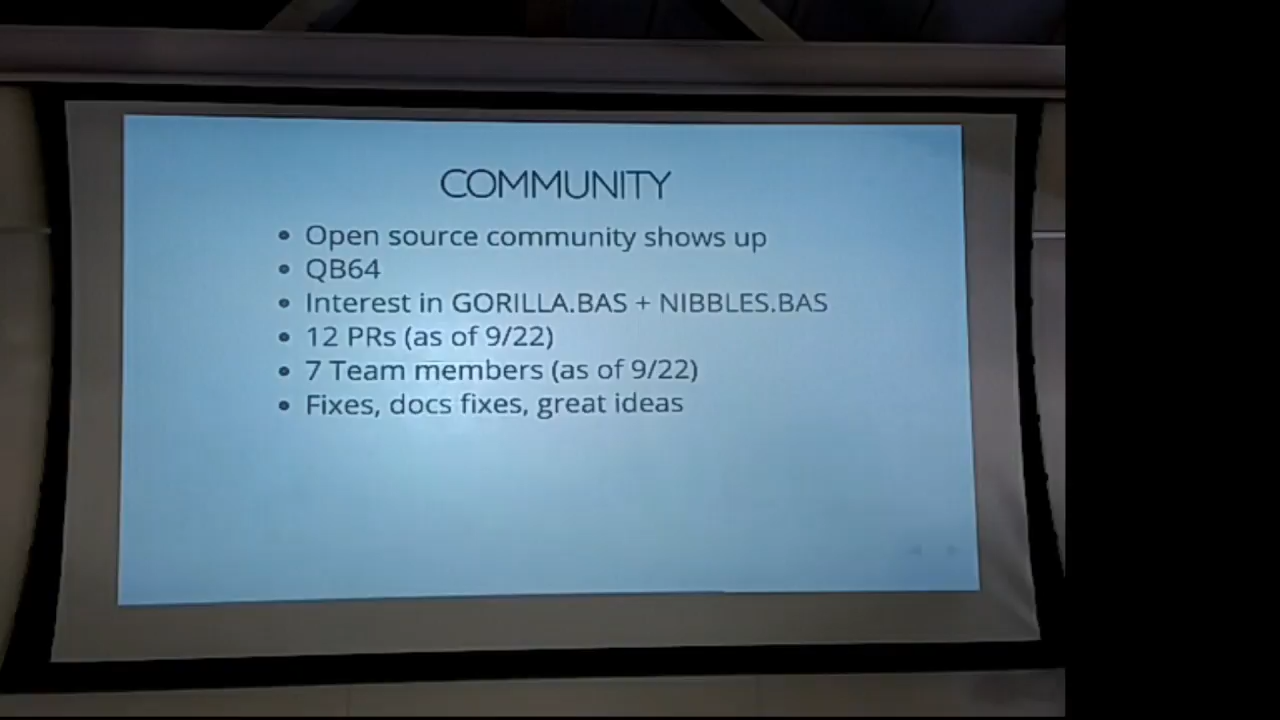 COMMUNITY
• Open source community shows up
• QB64
• Interest in GORILLA.BAS + NIBBLES.BAS
• 12 PRs (as of 9/22)
• 7 Team members (as of 9/22)
• Fixes, docs fixes, great ideas